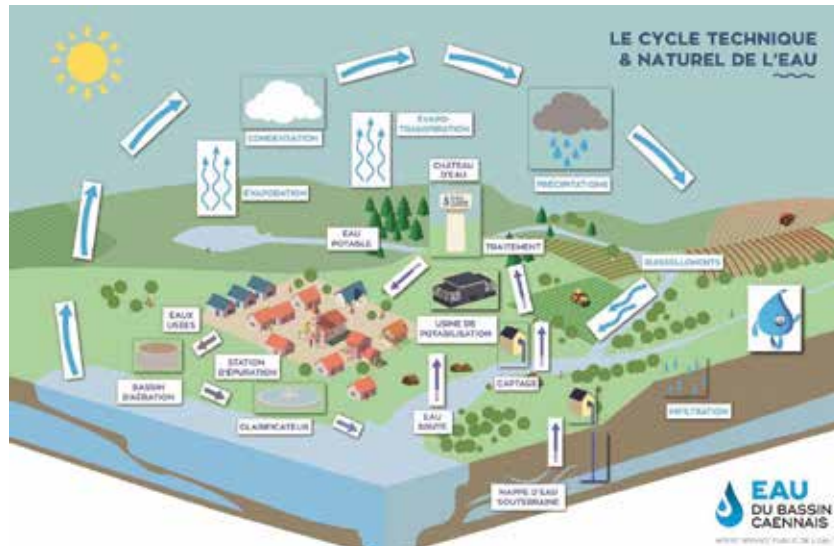 LE CYCLE TECHNIQUE
& NATUREL DE L'EAU
CONDENSATION
ÉVAPO-
TRANSPIRATION
CHÂTEAU
D'EAU
PRÉCIPITATIONS
ÉVAPORATION
EAU
POTABLE
TRAITEMENT
RUISSELLEMENTS
EAUX
USÉES
USINE DE
POTABILISATION
STATION
D'ÉPURATION
BASSIN
D'AÉRATION
CAPTAGE
CLARIFICATEUR
EAU
BRUTE
INFILTRATION
NAPPE D'EAU
SOUTERRAINE
EAU
DU BASSIN
CAENNAIS